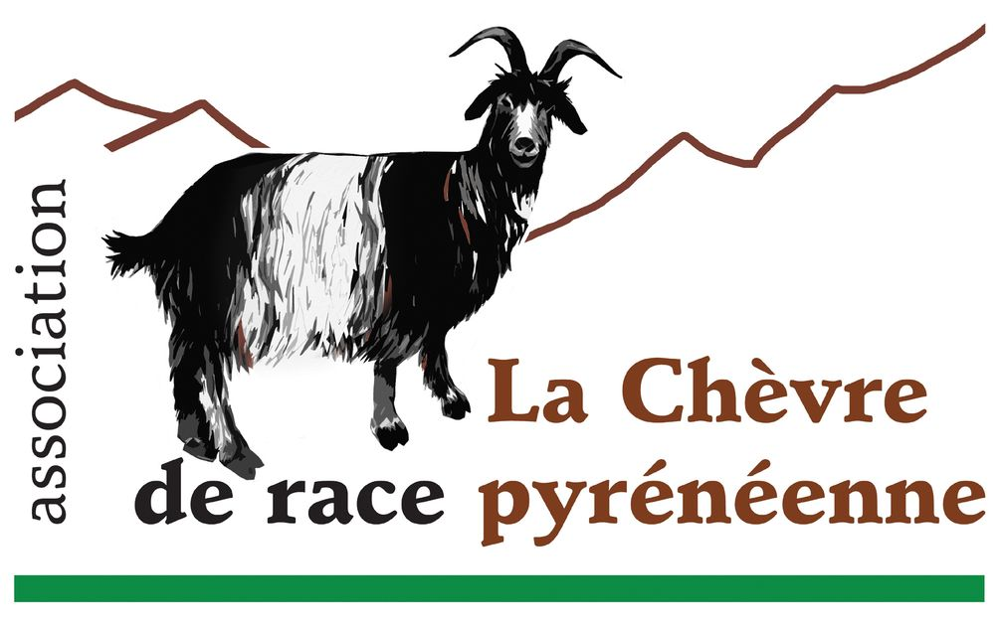 association
La Chèvre
de race pyrénéenne